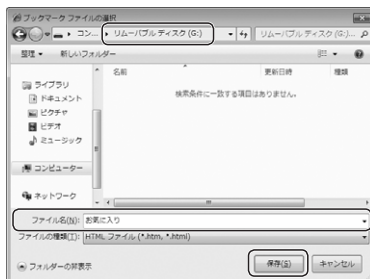 ブックマーク ファイルの選択
コン... ▸ リムーバブル ディスク (G:)
リムーバブル ディスク (G:)...
整理 ▾ 新しいフォルダー
名前 更新日時 種類
検索条件に一致する項目はありません。
ライブラリ
ドキュメント
ピクチャ
ビデオ
ミュージック
コンピューター
ネットワーク
ファイル名(N): お気に入り
ファイルの種類(T): HTML ファイル (*.htm, *.html)
フォルダーの非表示 保存(S) キャンセル